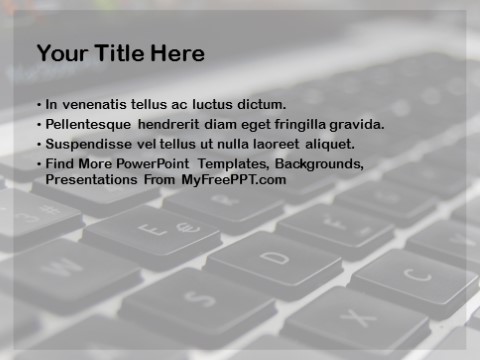 Your Title Here
• In venenatis tellus ac luctus dictum.
• Pellentesque hendrerit diam eget fringilla gravida.
• Suspendisse vel tellus ut nulla laoreet aliquet.
• Find More PowerPoint Templates, Backgrounds,
Presentations From MyFreePPT.com
3
E €
R
F
W
D
C
S
X